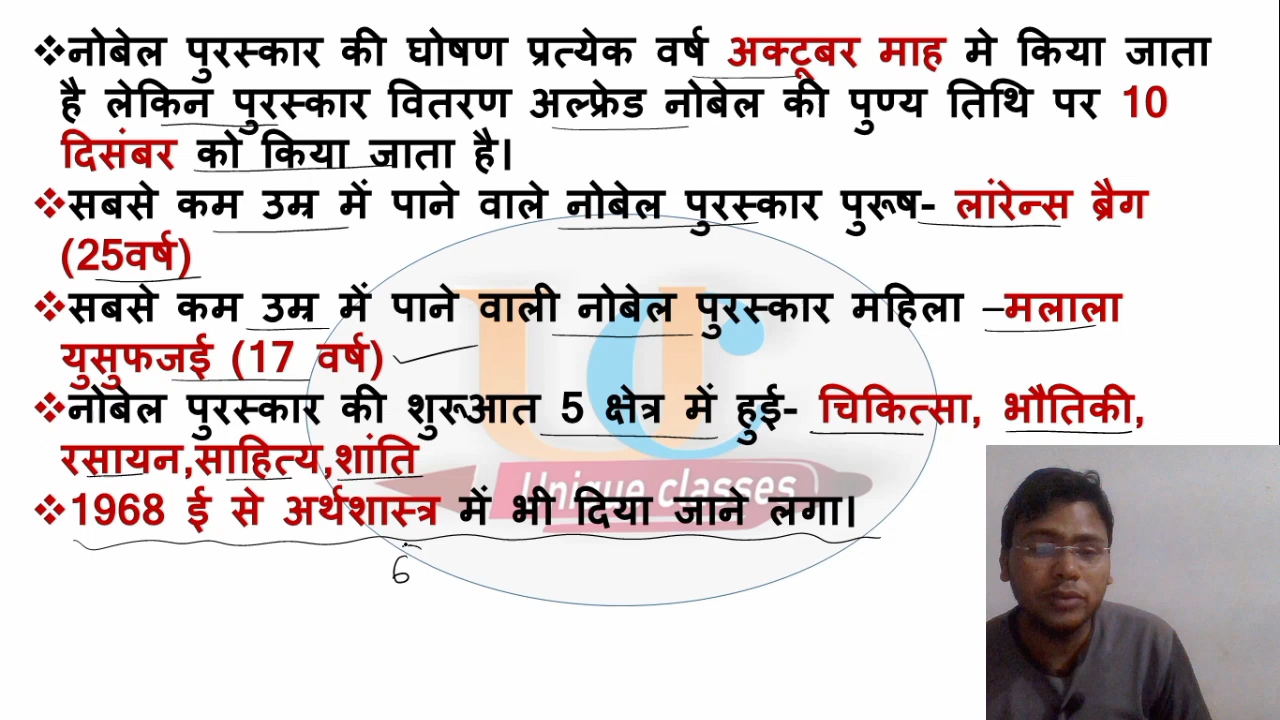 ❖नोबेल पुरस्कार की घोषण प्रत्येक वर्ष अक्टूबर माह मे किया जाता
है लेकिन पुरस्कार वितरण अल्फ्रेड नोबेल की पुण्य तिथि पर 10
दिसंबर को किया जाता है।
❖सबसे कम उम्र में पाने वाले नोबेल पुरस्कार पुरूष- लांरेन्स ब्रैग
(25वर्ष)
❖सबसे कम उम्र में पाने वाली नोबेल पुरस्कार महिला –मलाला
युसुफजई (17 वर्ष)
❖नोबेल पुरस्कार की शुरूआत 5 क्षेत्र में हुई- चिकित्सा, भौतिकी,
रसायन,साहित्य,शांति
Unique classes
❖1968 ई से अर्थशास्त्र में भी दिया जाने लगा।
6